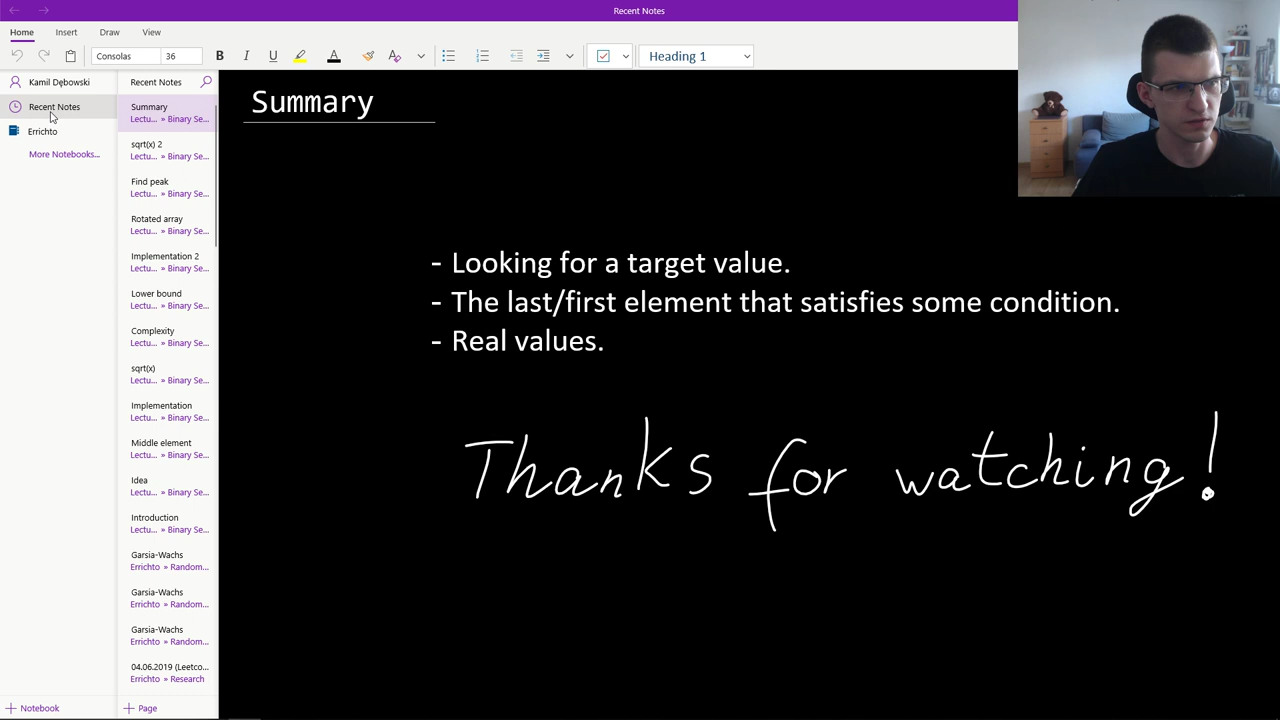 Recent Notes
Home Insert Draw View
Consolas 36 B I U A A Heading 1
Kamil Dębowski
Recent Notes
Errichto
More Notebooks...
Notebook
Recent Notes
Summary
Lectu... » Binary Se...
sqrt(x) 2
Lectu... » Binary Se...
Find peak
Lectu... » Binary Se...
Rotated array
Lectu... » Binary Se...
Implementation 2
Lectu... » Binary Se...
Lower bound
Lectu... » Binary Se...
Complexity
Lectu... » Binary Se...
sqrt(x)
Lectu... » Binary Se...
Implementation
Lectu... » Binary Se...
Middle element
Lectu... » Binary Se...
Idea
Lectu... » Binary Se...
Introduction
Lectu... » Binary Se...
Garsia-Wachs
Errichto » Random...
Garsia-Wachs
Errichto » Random...
Garsia-Wachs
Errichto » Random...
04.06.2019 (Leetco...
Errichto » Research
Page
Summary
- Looking for a target value.
- The last/first element that satisfies some condition.
- Real values.
Thanks for watching!